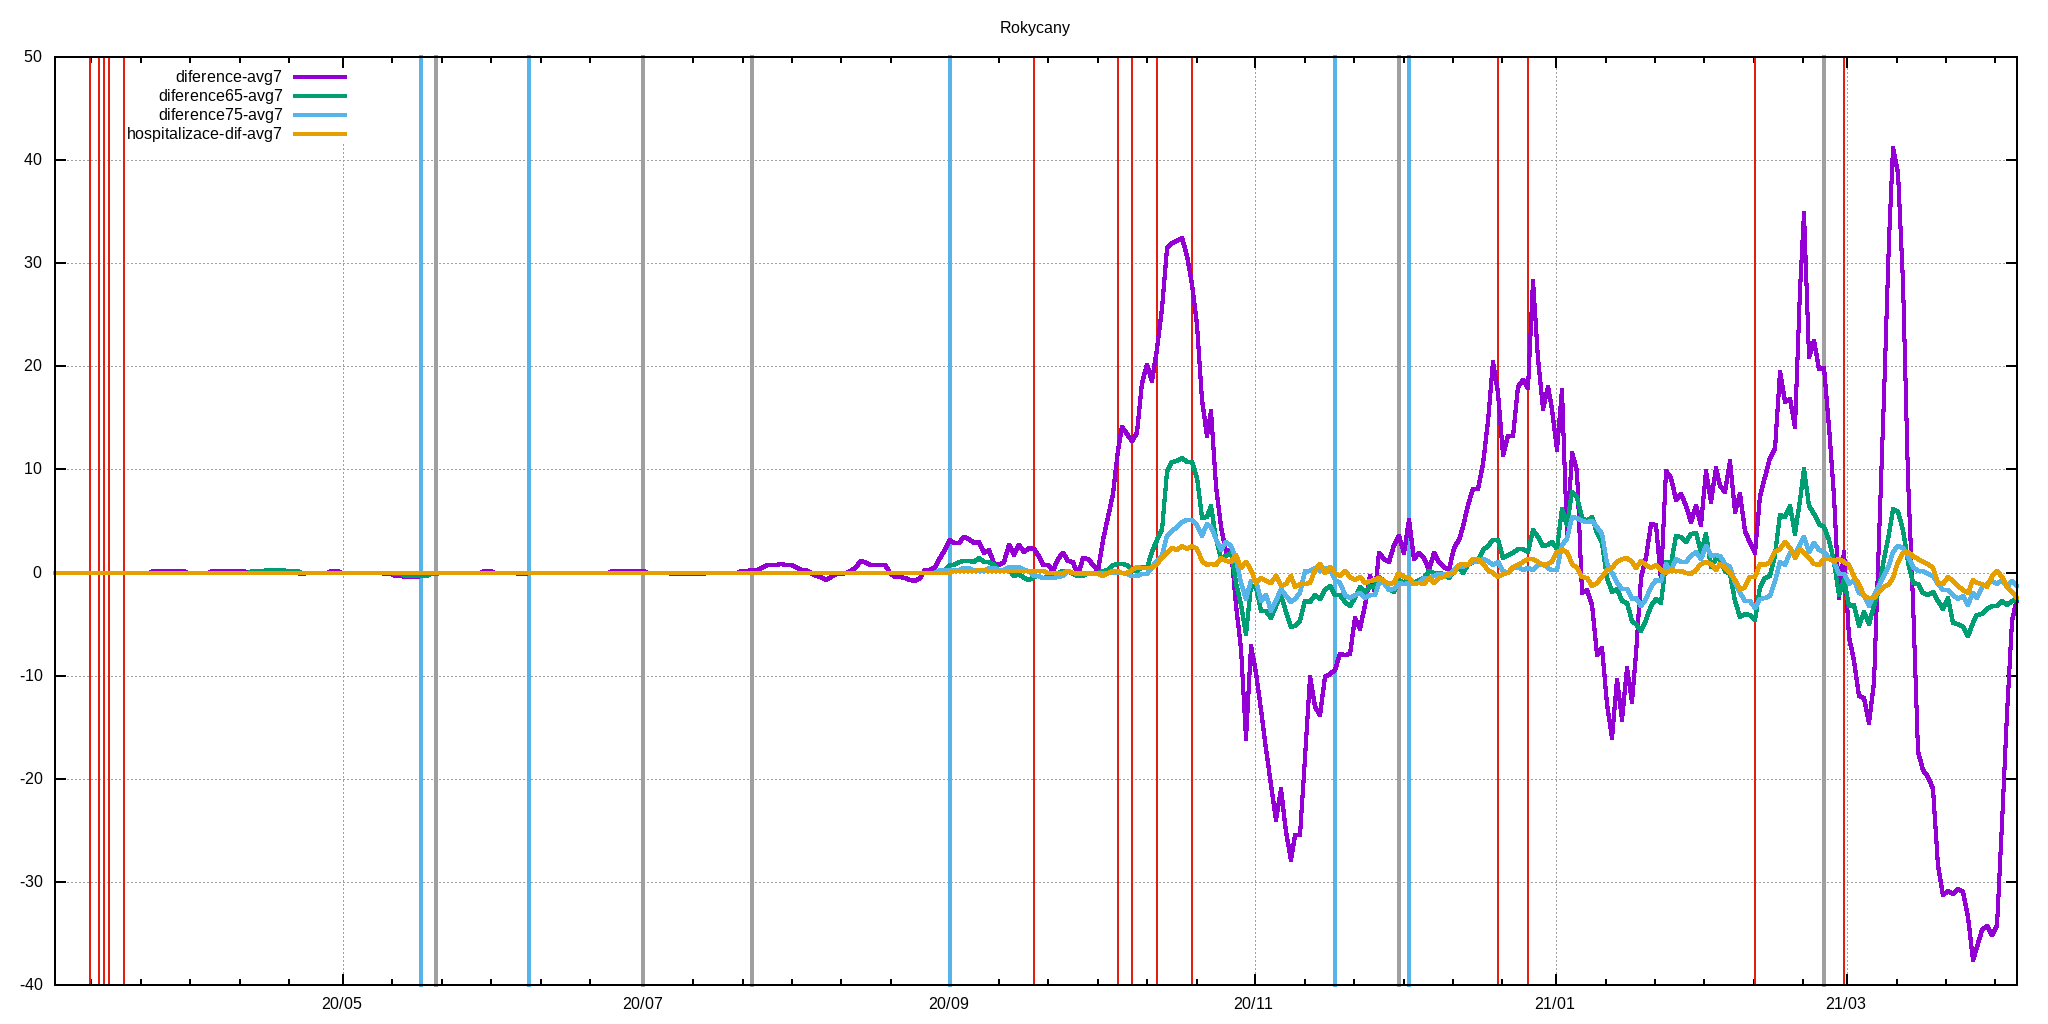 Rokycany
diference-avg7
diference65-avg7
diference75-avg7
hospitalizace-dif-avg7
50
40
30
20
10
0
-10
-20
-30
-40
20/05 20/07 20/09 20/11 21/01 21/03